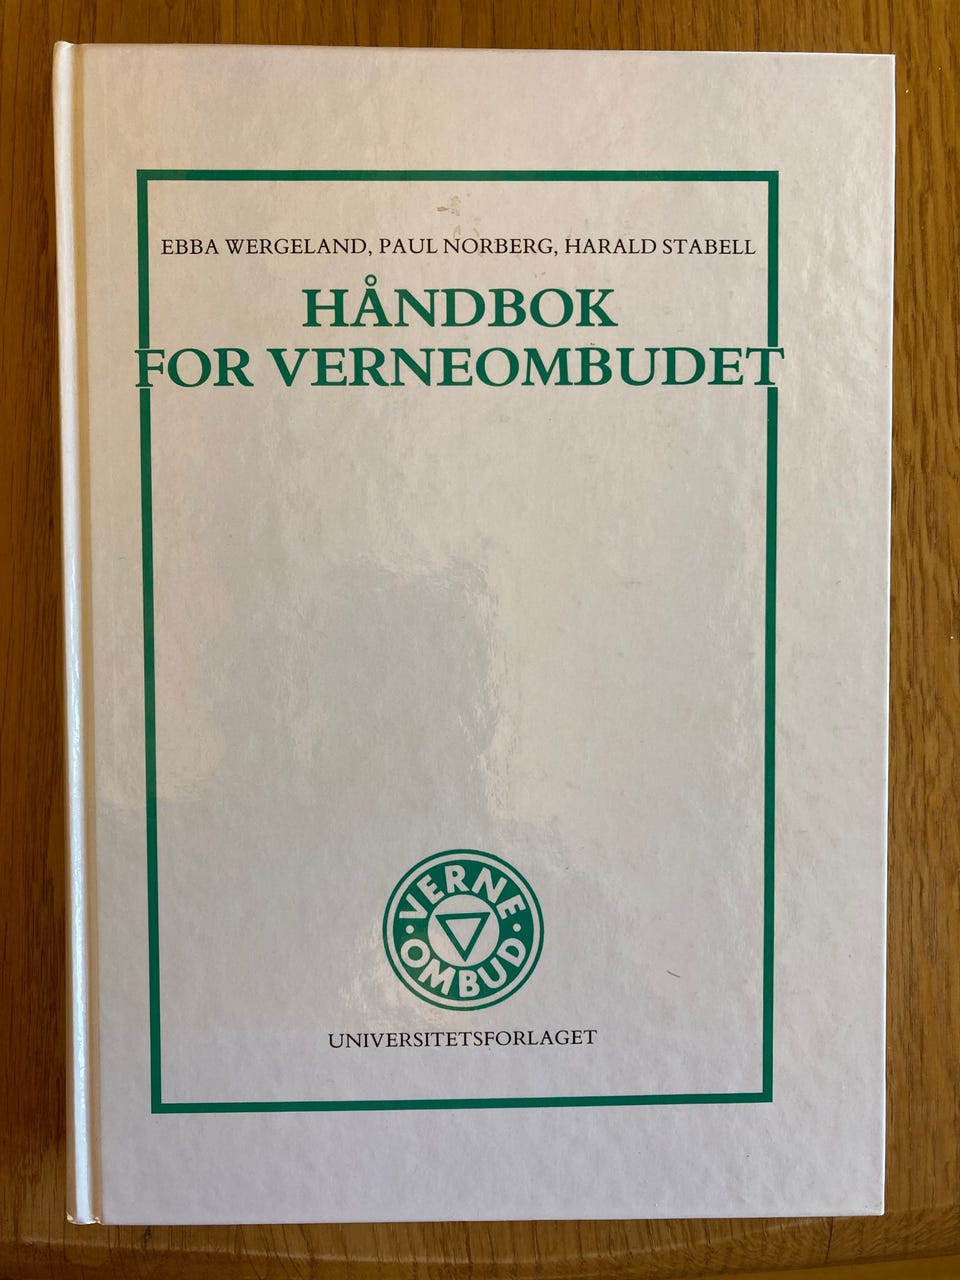 EBBA WERGELAND, PAUL NORBERG, HARALD STABELL
HÅNDBOK
FOR VERNEOMBUDET
VERNE
OMBUD
UNIVERSITETSFORLAGET